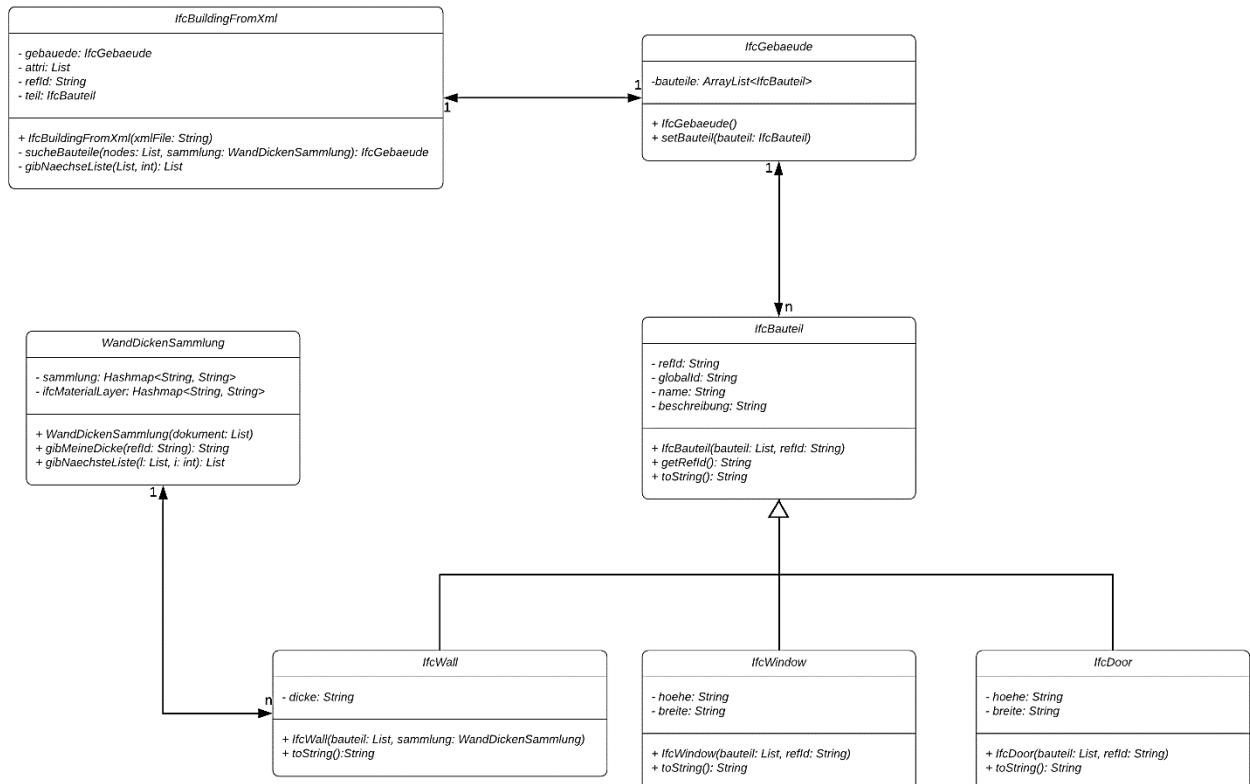 IfcBuildingFromXml
- gebauede: IfcGebaeude
- attri: List
- refId: String
- teil: IfcBauteil
+ IfcBuildingFromXml(xmlFile: String)
- sucheBauteile(nodes: List, sammlung: WandDickenSammlung): IfcGebaeude
- gibNaechseListe(List, int): List
1
1
IfcGebaeude
-bauteile: ArrayList<IfcBauteil>
+ IfcGebaeude()
+ setBauteil(bauteil: IfcBauteil)
1
n
WandDickenSammlung
- sammlung: Hashmap<String, String>
- ifcMaterialLayer: Hashmap<String, String>
+ WandDickenSammlung(dokument: List)
+ gibMeineDicke(refId: String): String
+ gibNaechsteListe(l: List, i: int): List
1
n
IfcBauteil
- refId: String
- globalId: String
- name: String
- beschreibung: String
+ IfcBauteil(bauteil: List, refId: String)
+ getRefId(): String
+ toString(): String
IfcWall
- dicke: String
+ IfcWall(bauteil: List, sammlung: WandDickenSammlung)
+ toString():String
IfcWindow
- hoehe: String
- breite: String
+ IfcWindow(bauteil: List, refId: String)
+ toString(): String
IfcDoor
- hoehe: String
- breite: String
+ IfcDoor(bauteil: List, refId: String)
+ toString(): String